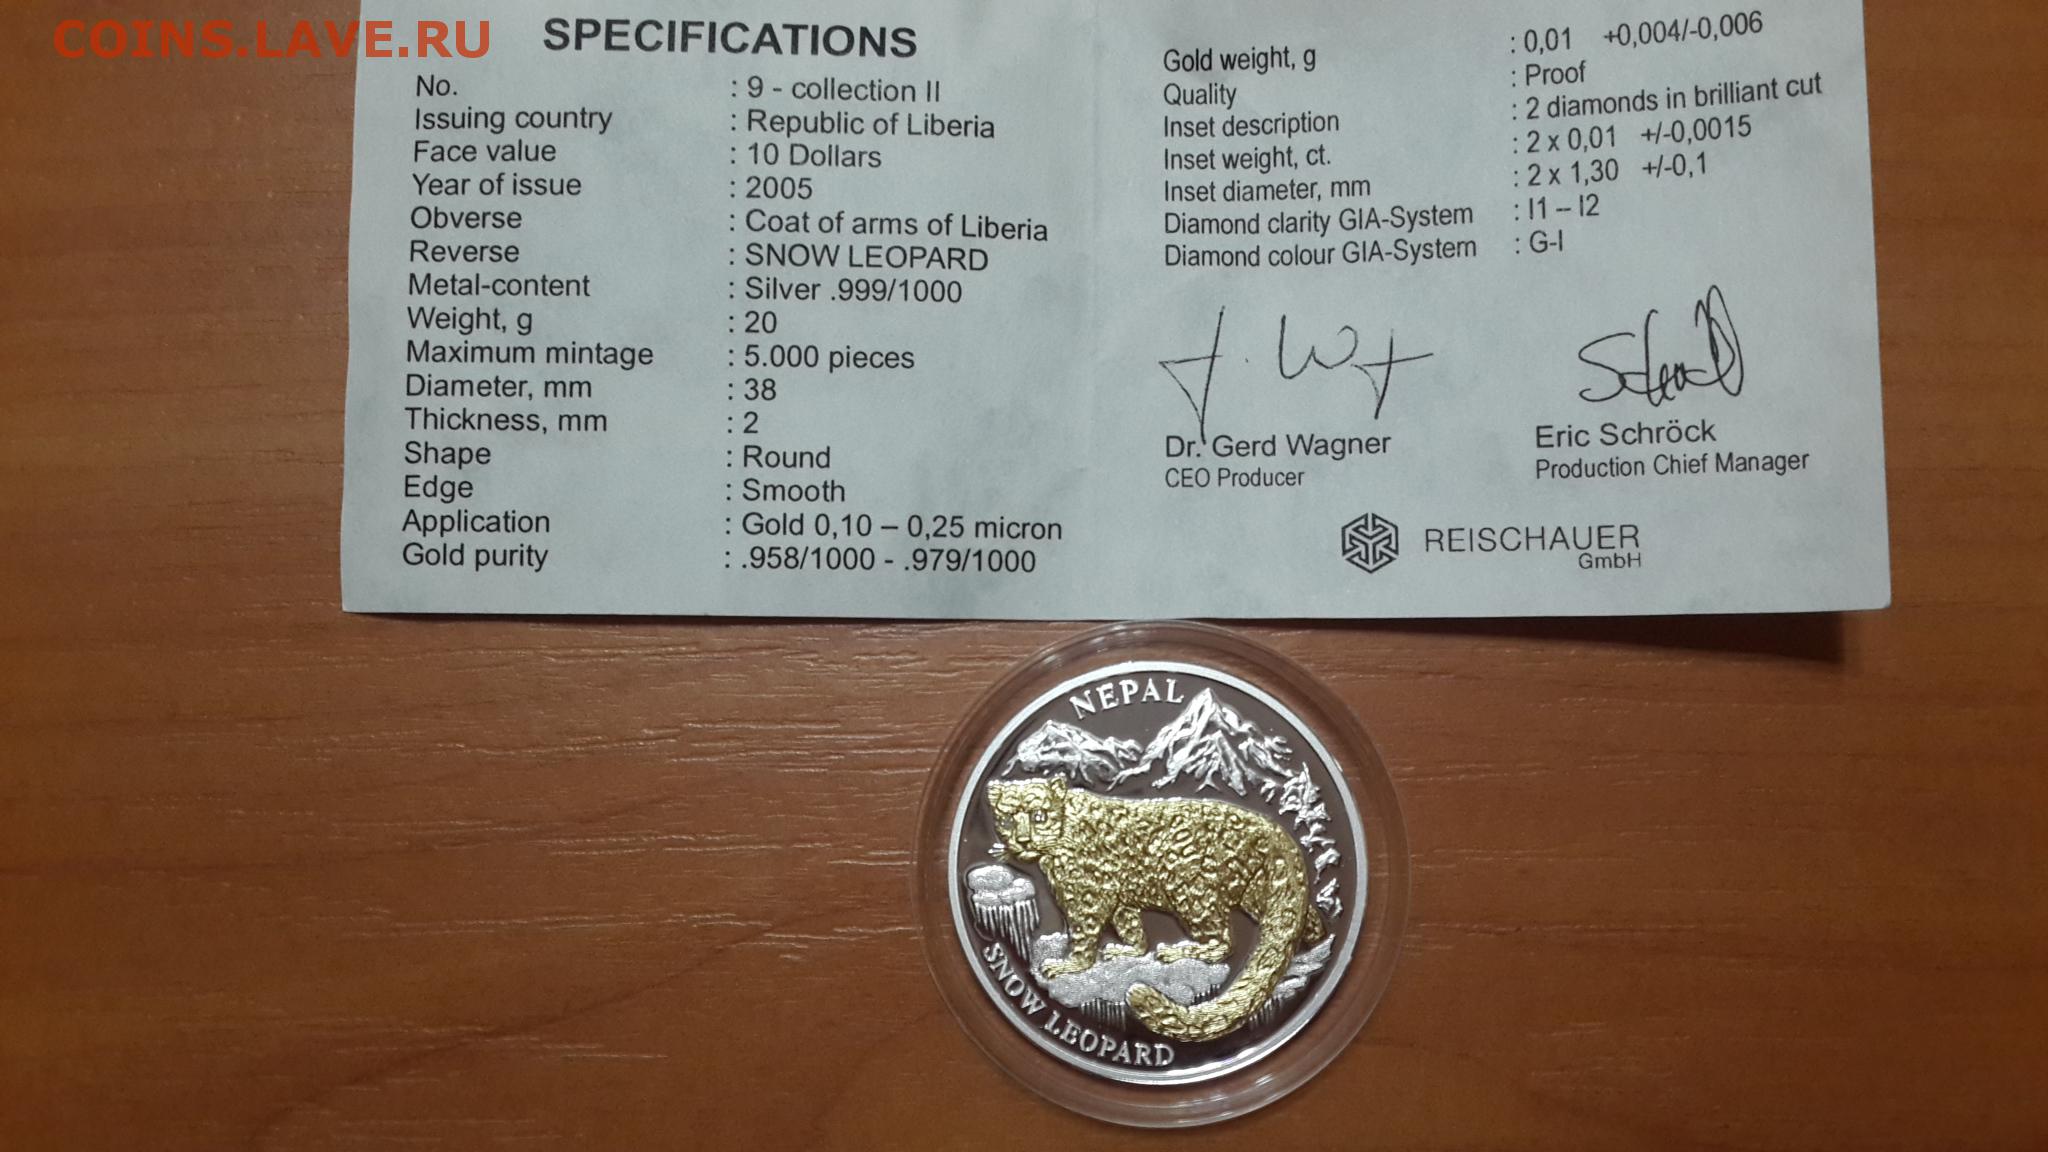 COINS.LAVE.RU
SPECIFICATIONS
No. : 9 - collection II
Issuing country : Republic of Liberia
Face value : 10 Dollars
Year of issue : 2005
Obverse : Coat of arms of Liberia
Reverse : SNOW LEOPARD
Metal-content : Silver .999/1000
Weight, g : 20
Maximum mintage : 5.000 pieces
Diameter, mm : 38
Thickness, mm : 2
Shape : Round
Edge : Smooth
Application : Gold 0,10 – 0,25 micron
Gold purity : .958/1000 - .979/1000
Gold weight, g : 0,01 +0,004/-0,006
Quality : Proof
Inset description : 2 diamonds in brilliant cut
Inset weight, ct. : 2 x 0,01 +/-0,0015
Inset diameter, mm : 2 x 1,30 +/-0,1
Diamond clarity GIA-System : I1 – I2
Diamond colour GIA-System : G-I
Dr. Gerd Wagner
CEO Producer
Eric Schröck
Production Chief Manager
REISCHAUER
GmbH
NEPAL
SNOW LEOPARD